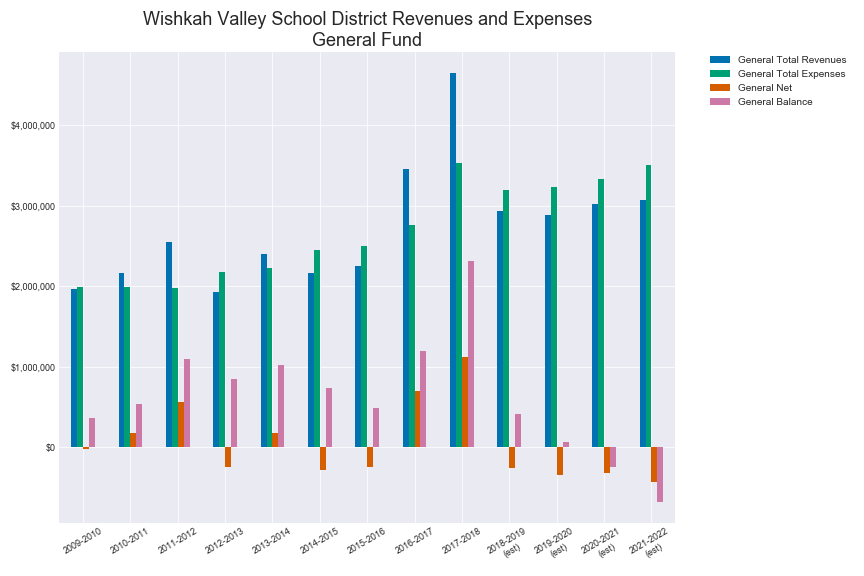 Wishkah Valley School District Revenues and Expenses
General Fund
General Total Revenues
General Total Expenses
General Net
General Balance
$4,000,000
$3,000,000
$2,000,000
$1,000,000
$0
2009-2010
2010-2011
2011-2012
2012-2013
2013-2014
2014-2015
2015-2016
2016-2017
2017-2018
2018-2019
(est)
2019-2020
(est)
2020-2021
(est)
2021-2022
(est)